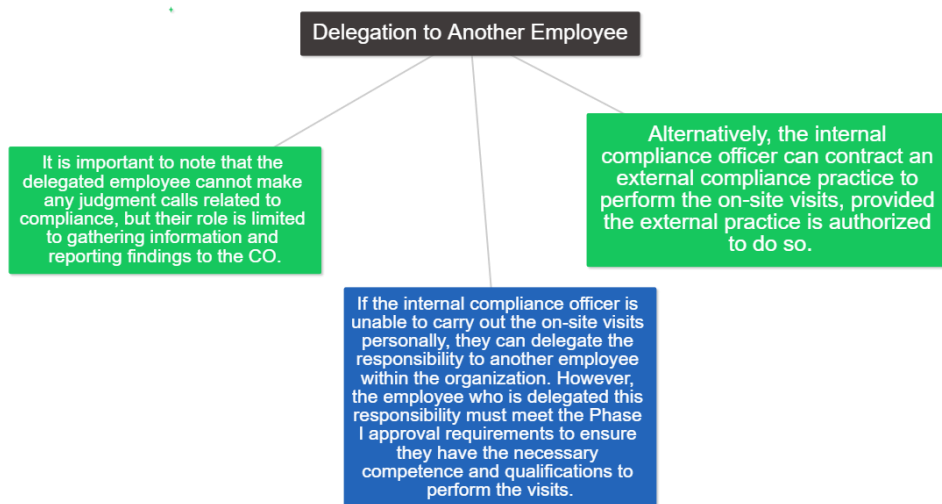 Delegation to Another Employee
It is important to note that the
delegated employee cannot make
any judgment calls related to
compliance, but their role is limited
to gathering information and
reporting findings to the CO.
If the internal compliance officer is
unable to carry out the on-site visits
personally, they can delegate the
responsibility to another employee
within the organization. However,
the employee who is delegated this
responsibility must meet the Phase
I approval requirements to ensure
they have the necessary
competence and qualifications to
perform the visits.
Alternatively, the internal
compliance officer can contract an
external compliance practice to
perform the on-site visits, provided
the external practice is authorized
to do so.